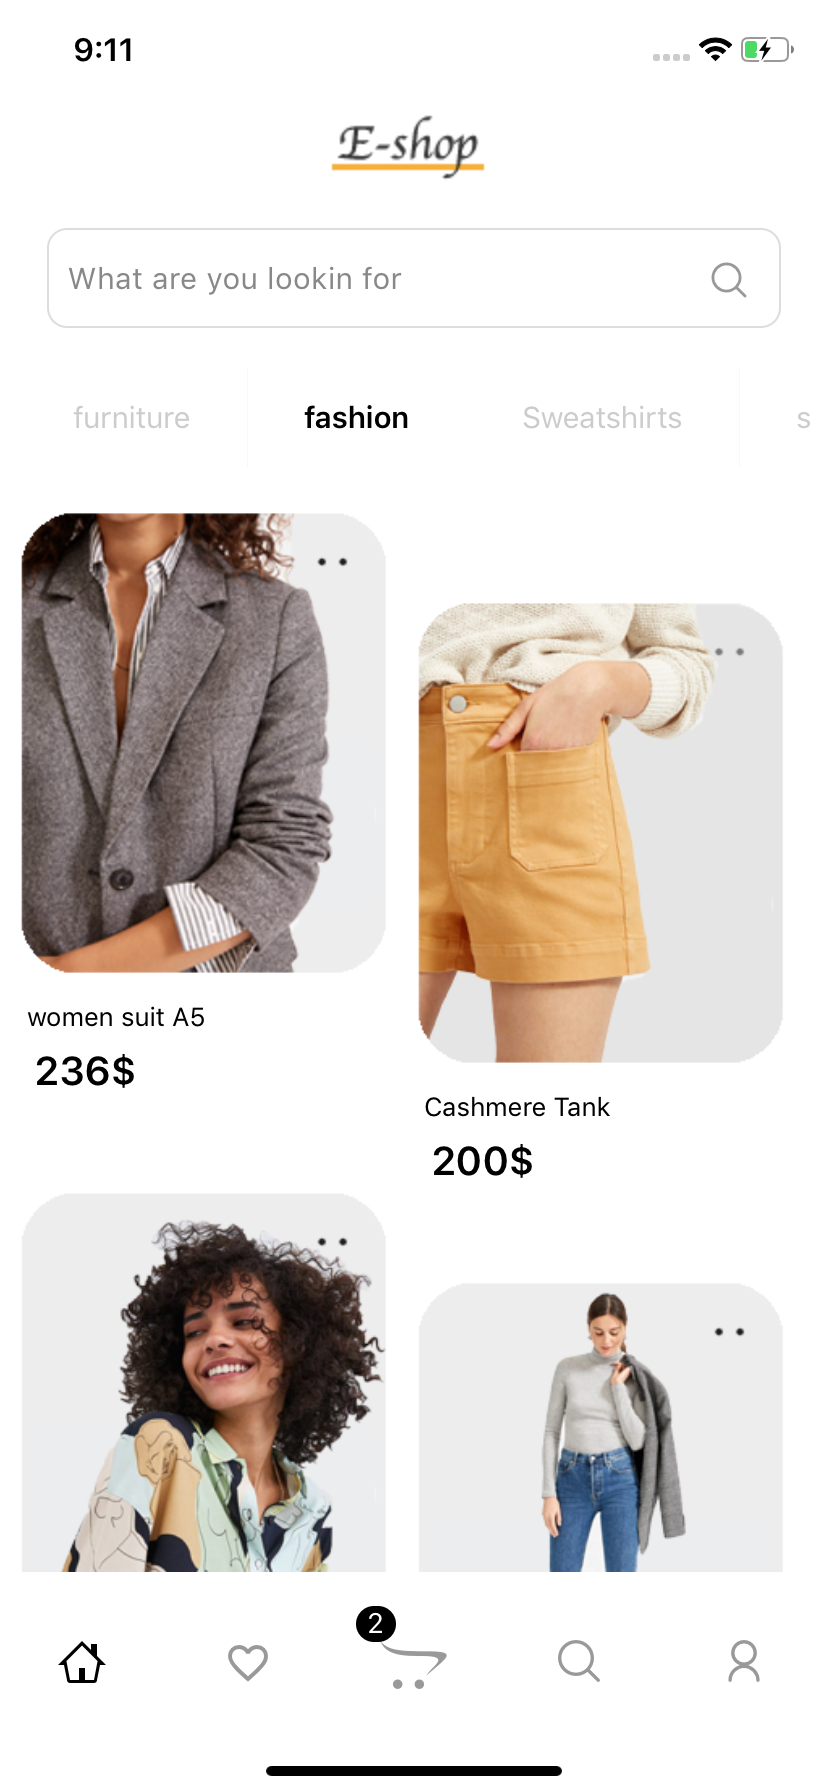 9:11
E-shop
What are you lookin for
furniture fashion Sweatshirts s
women suit A5
236$
Cashmere Tank
200$
2